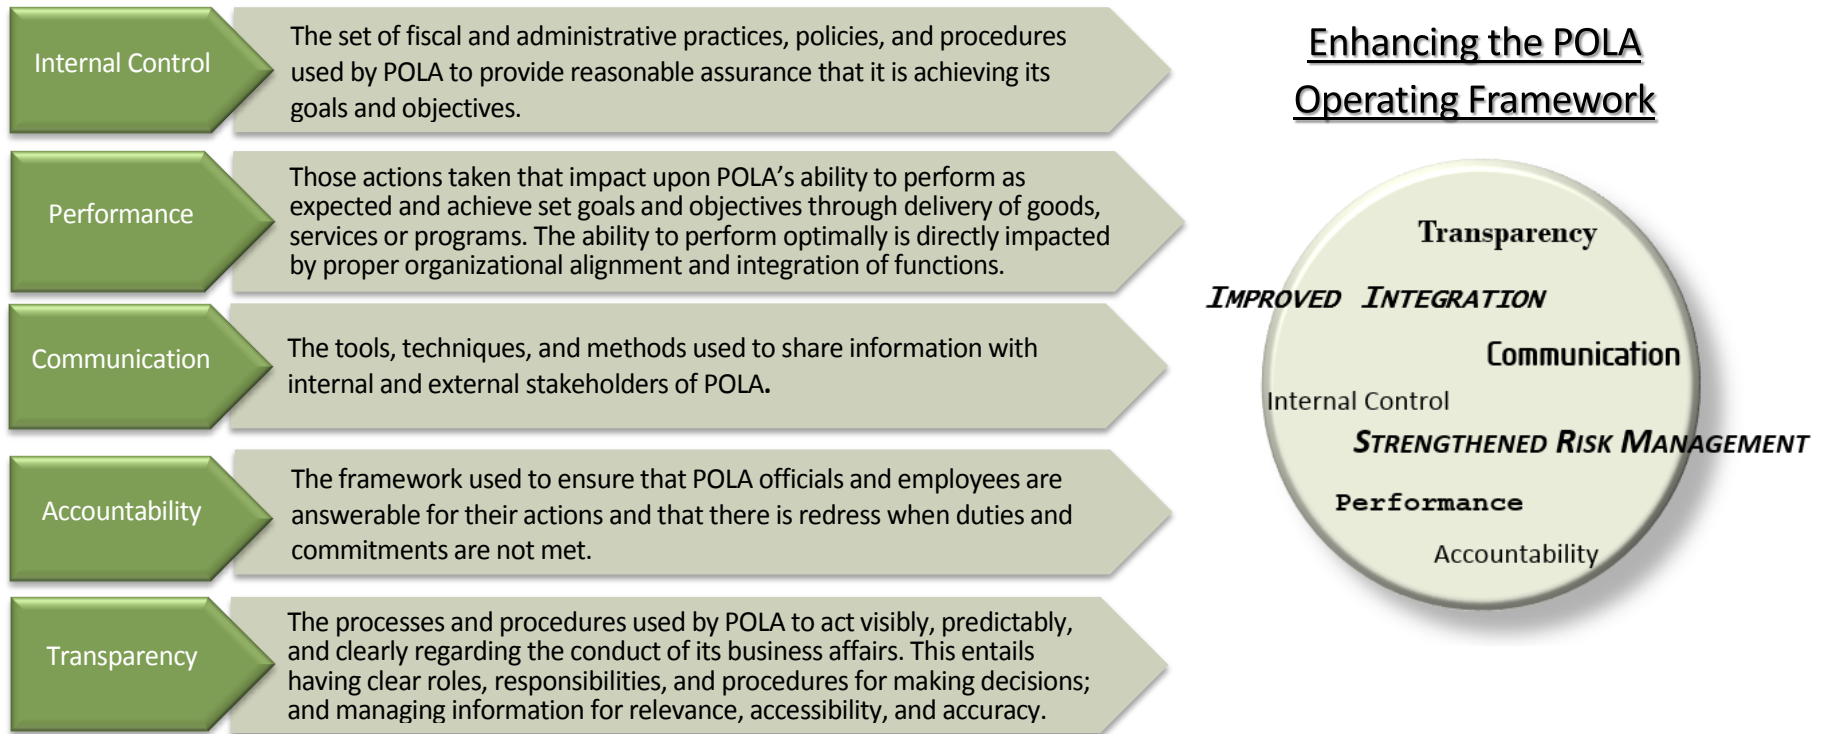 Internal Control
The set of fiscal and administrative practices, policies, and procedures
used by POLA to provide reasonable assurance that it is achieving its
goals and objectives.
Performance
Those actions taken that impact upon POLA’s ability to perform as
expected and achieve set goals and objectives through delivery of goods,
services or programs. The ability to perform optimally is directly impacted
by proper organizational alignment and integration of functions.
Communication
The tools, techniques, and methods used to share information with
internal and external stakeholders of POLA.
Accountability
The framework used to ensure that POLA officials and employees are
answerable for their actions and that there is redress when duties and
commitments are not met.
Transparency
The processes and procedures used by POLA to act visibly, predictably,
and clearly regarding the conduct of its business affairs. This entails
having clear roles, responsibilities, and procedures for making decisions;
and managing information for relevance, accessibility, and accuracy.
Enhancing the POLA
Operating Framework
Transparency
IMPROVED INTEGRATION
Communication
Internal Control
STRENGTHENED RISK MANAGEMENT
Performance
Accountability